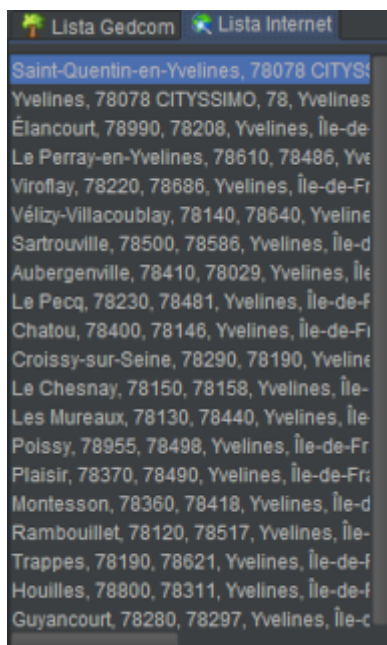 Lista Gedcom Lista Internet
Saint-Quentin-en-Yvelines, 78078 CITYSS
Yvelines, 78078 CITYSSIMO, 78, Yvelines
Élancourt, 78990, 78208, Yvelines, Île-de-
Le Perray-en-Yvelines, 78610, 78486, Yve
Viroflay, 78220, 78686, Yvelines, Île-de-Fr
Vélizy-Villacoublay, 78140, 78640, Yveline
Sartrouville, 78500, 78586, Yvelines, Île-d
Aubergenville, 78410, 78029, Yvelines, Île
Le Pecq, 78230, 78481, Yvelines, Île-de-F
Chatou, 78400, 78146, Yvelines, Île-de-Fr
Croissy-sur-Seine, 78290, 78190, Yveline
Le Chesnay, 78150, 78158, Yvelines, Île-
Les Mureaux, 78130, 78440, Yvelines, Île
Poissy, 78955, 78498, Yvelines, Île-de-Fr
Plaisir, 78370, 78490, Yvelines, Île-de-Fra
Montesson, 78360, 78418, Yvelines, Île-d
Rambouillet, 78120, 78517, Yvelines, Île-
Trappes, 78190, 78621, Yvelines, Île-de-F
Houilles, 78800, 78311, Yvelines, Île-de-F
Guyancourt, 78280, 78297, Yvelines, Île-c